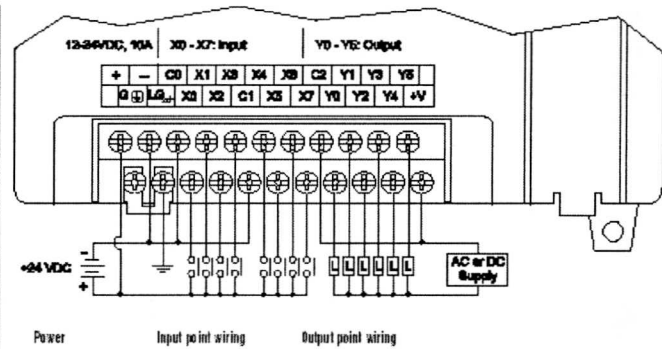 12-24VDC, 10A X0 - X7: Input Y0 - Y5: Output
+ – C0 X1 X3 X4 X6 C2 Y1 Y3 Y5
G LG X0 X2 C1 X5 X7 Y0 Y2 Y4 +V
+24 VDC
-
+
L L L L L L
AC or DC
Supply
Power Input point wiring Output point wiring